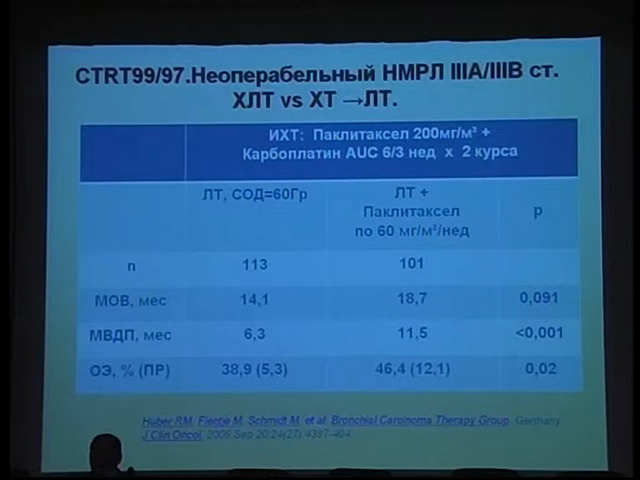 CTRT99/97.Неоперабельный НМРЛ IIIA/IIIB ст.
ХЛТ vs ХТ →ЛТ.
ИХТ: Паклитаксел 200мг/м² +
Карбоплатин AUC 6/3 нед х 2 курса
ЛТ, СОД=60Гр
ЛТ +
Паклитаксел
по 60 мг/м²/нед
р
n 113 101
МОВ, мес 14,1 18,7 0,091
МВДП, мес 6,3 11,5 <0,001
ОЭ, % (ПР) 38,9 (5,3) 46,4 (12,1) 0,02
Huber RM, Flentje M, Schmidt M, et al. Bronchial Carcinoma Therapy Group. Germany
J Clin Oncol. 2006 Sep 20;24(27):4397-404